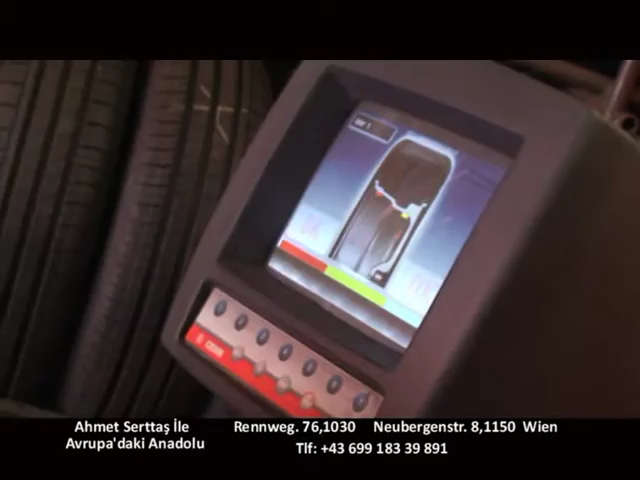 Ahmet Serttaş İle
Avrupa'daki Anadolu
Rennweg. 76,1030 Neubergenstr. 8,1150 Wien
Tlf: +43 699 183 39 891